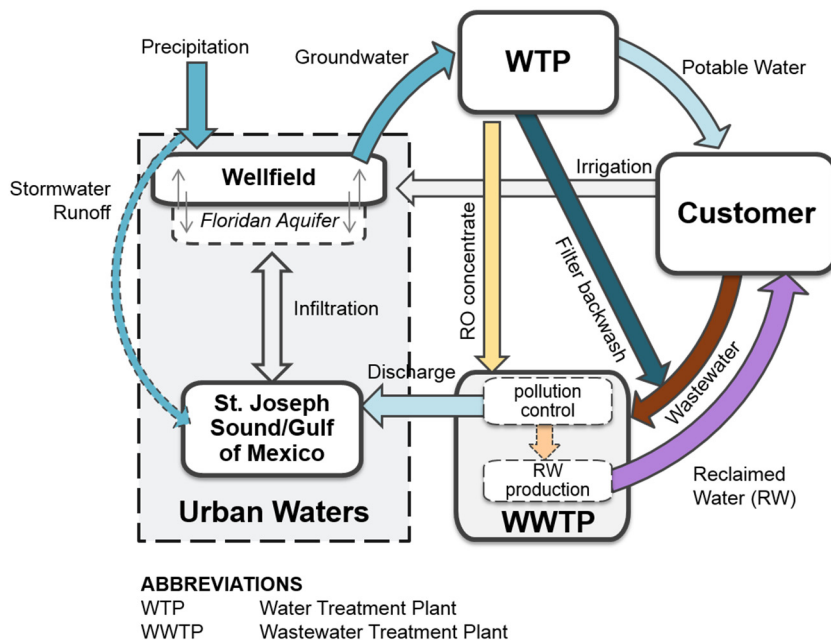 Precipitation
Groundwater
WTP
Potable Water
Stormwater
Runoff
Wellfield
Floridan Aquifer
Irrigation
Customer
Infiltration
RO concentrate
Filter backwash
Wastewater
Discharge
St. Joseph
Sound/Gulf
of Mexico
pollution
control
RW
production
Reclaimed
Water (RW)
Urban Waters
WWTP
ABBREVIATIONS
WTP Water Treatment Plant
WWTP Wastewater Treatment Plant